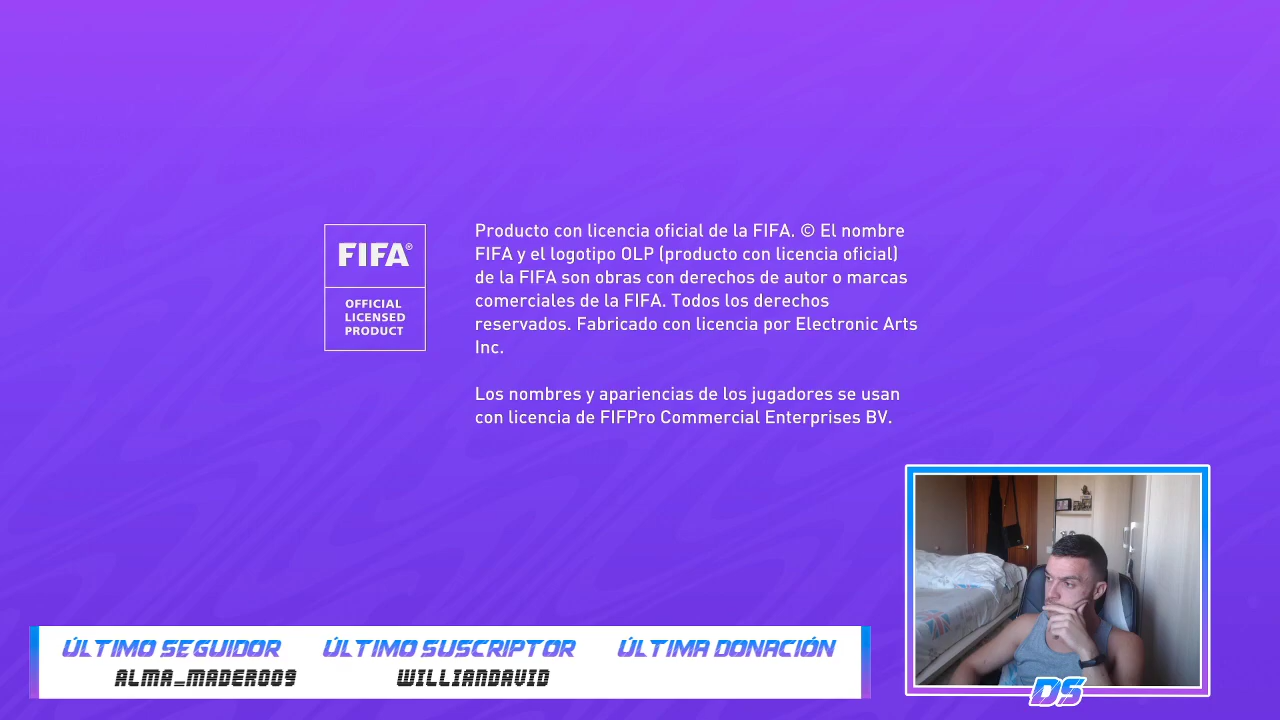 FIFA®
OFFICIAL
LICENSED
PRODUCT
Producto con licencia oficial de la FIFA. © El nombre
FIFA y el logotipo OLP (producto con licencia oficial)
de la FIFA son obras con derechos de autor o marcas
comerciales de la FIFA. Todos los derechos
reservados. Fabricado con licencia por Electronic Arts
Inc.
Los nombres y apariencias de los jugadores se usan
con licencia de FIFPro Commercial Enterprises BV.
ÚLTIMO SEGUIDOR
ALMA_MADERO09
ÚLTIMO SUSCRIPTOR
WILLIANDAVID
ÚLTIMA DONACIÓN
DS